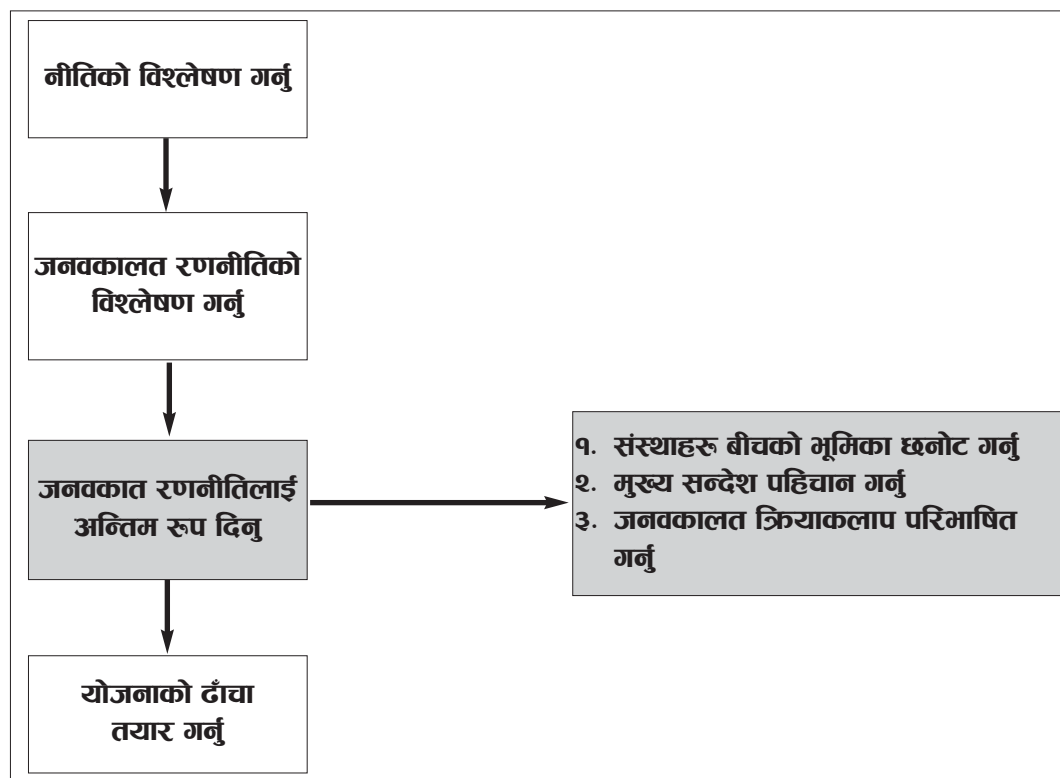 नीतिको विश्लेषण गर्नु
जनवकालत रणनीतिको
विश्लेषण गर्नु
जनवकात रणनीतिलाई
अन्तिम रूप दिनु
१. संस्थाहरु बीचको भूमिका छनोट गर्नु
२. मुख्य सन्देश पहिचान गर्नु
३. जनवकालत क्रियाकलाप परिभाषित
गर्नु
योजनाको ढाँचा
तयार गर्नु